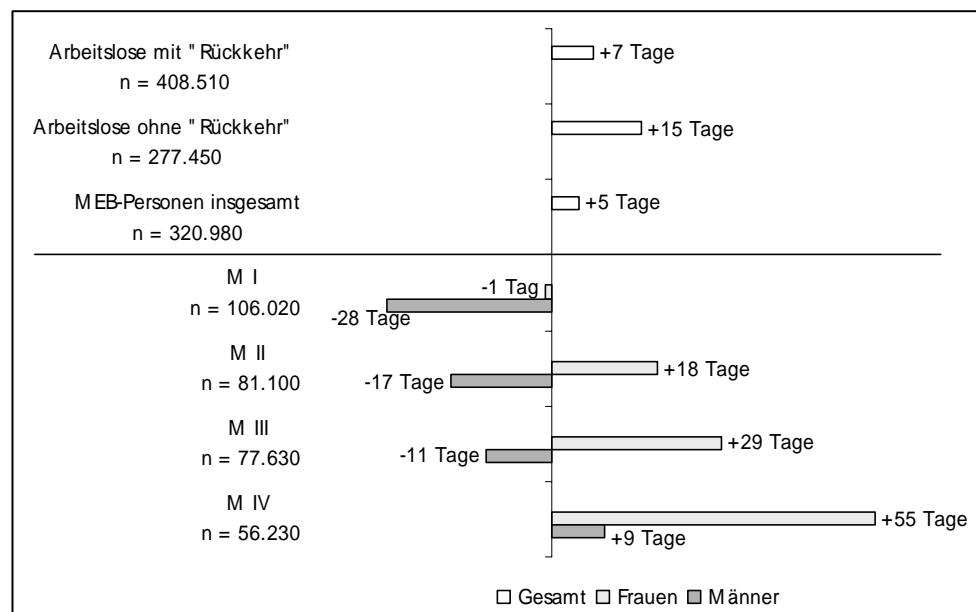 Arbeitslose mit "Rückkehr"
n = 408.510
+7 Tage
Arbeitslose ohne "Rückkehr"
n = 277.450
+15 Tage
MEB-Personen insgesamt
n = 320.980
+5 Tage
M I
n = 106.020
-1 Tag
-28 Tage
M II
n = 81.100
+18 Tage
-17 Tage
M III
n = 77.630
+29 Tage
-11 Tage
M IV
n = 56.230
+55 Tage
+9 Tage
Gesamt Frauen Männer